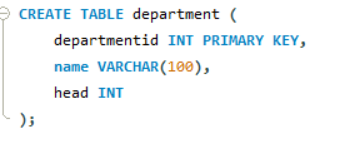 CREATE TABLE department (
    departmentid INT PRIMARY KEY,
    name VARCHAR(100),
    head INT
);